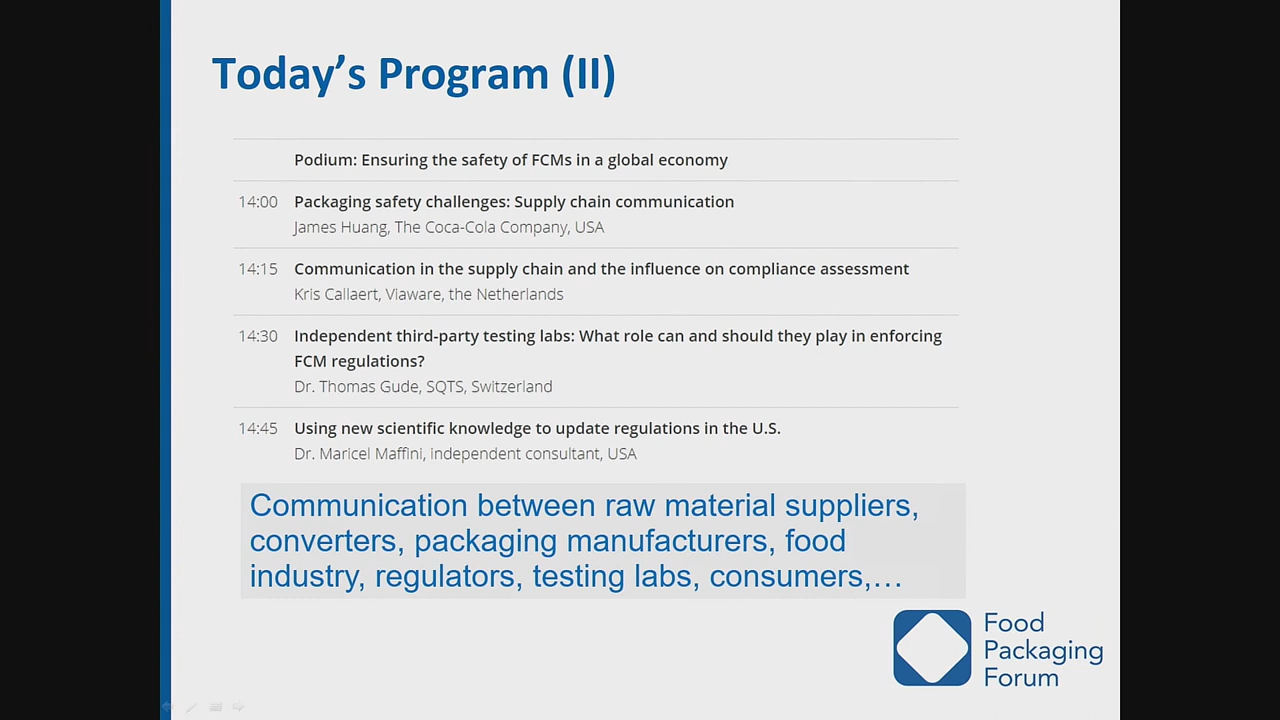 Today’s Program (II)
Podium: Ensuring the safety of FCMs in a global economy
14:00 Packaging safety challenges: Supply chain communication
James Huang, The Coca-Cola Company, USA
14:15 Communication in the supply chain and the influence on compliance assessment
Kris Callaert, Viaware, the Netherlands
14:30 Independent third-party testing labs: What role can and should they play in enforcing
FCM regulations?
Dr. Thomas Gude, SQTS, Switzerland
14:45 Using new scientific knowledge to update regulations in the U.S.
Dr. Maricel Maffini, independent consultant, USA
Communication between raw material suppliers,
converters, packaging manufacturers, food
industry, regulators, testing labs, consumers,…
Food
Packaging
Forum